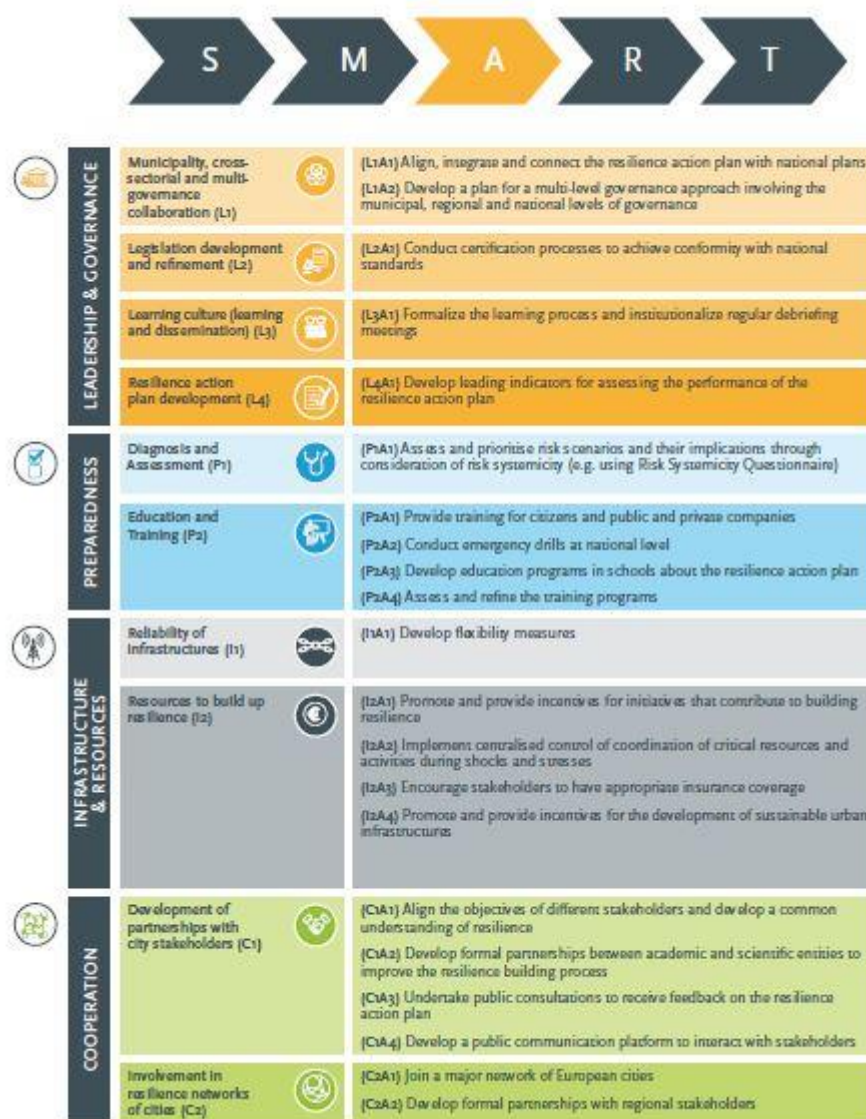 S M A R T
LEADERSHIP & GOVERNANCE
Municipality, cross-
sectorial and multi-
governance
collaboration (L1)
(L1A1) Align, integrate and connect the resilience action plan with national plans
(L1A2) Develop a plan for a multi-level governance approach involving the
municipal, regional and national levels of governance
Legislation development
and refinement (L2)
(L2A1) Conduct certification processes to achieve conformity with national
standards
Learning culture (learning
and dissemination) (L3)
(L3A1) Formalize the learning process and institutionalize regular debriefing
meetings
Resilience action
plan development (L4)
(L4A1) Develop leading indicators for assessing the performance of the
resilience action plan
PREPAREDNESS
Diagnosis and
Assessment (P1)
(P1A1) Assess and prioritise risk scenarios and their implications through
consideration of risk systemicity (e.g. using Risk Systemicity Questionnaire)
Education and
Training (P2)
(P2A1) Provide training for citizens and public and private companies
(P2A2) Conduct emergency drills at national level
(P2A3) Develop education programs in schools about the resilience action plan
(P2A4) Assess and refine the training programs
INFRASTRUCTURE
& RESOURCES
Reliability of
infrastructures (I1)
(I1A1) Develop flexibility measures
Resources to build up
resilience (I2)
€
(I2A1) Promote and provide incentives for initiatives that contribute to building
resilience
(I2A2) Implement centralised control of coordination of critical resources and
activities during shocks and stresses
(I2A3) Encourage stakeholders to have appropriate insurance coverage
(I2A4) Promote and provide incentives for the development of sustainable urban
infrastructures
COOPERATION
Development of
partnerships with
city stakeholders (C1)
(C1A1) Align the objectives of different stakeholders and develop a common
understanding of resilience
(C1A2) Develop formal partnerships between academic and scientific entities to
improve the resilience building process
(C1A3) Undertake public consultations to receive feedback on the resilience
action plan
(C1A4) Develop a public communication platform to interact with stakeholders
Involvement in
resilience networks
of cities (C2)
(C2A1) Join a major network of European cities
(C2A2) Develop formal partnerships with regional stakeholders